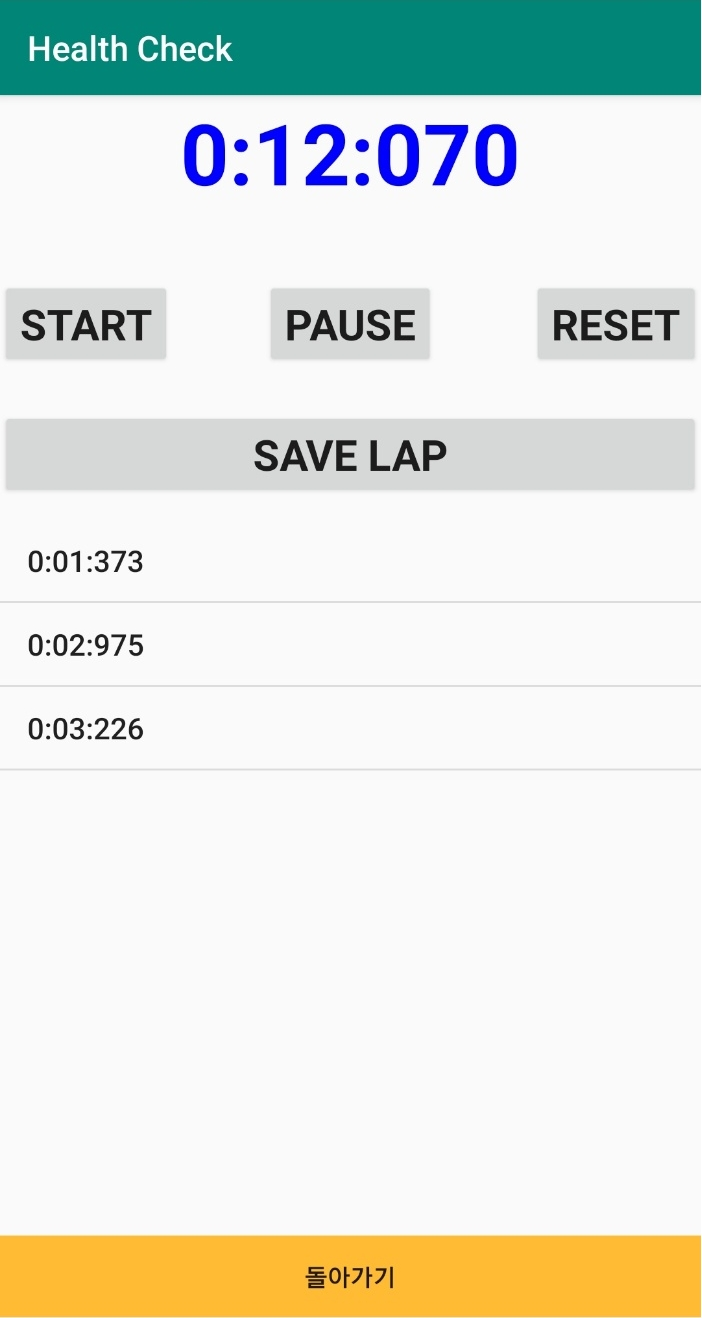 Health Check
0:12:070
START PAUSE RESET
SAVE LAP
0:01:373
0:02:975
0:03:226
돌아가기